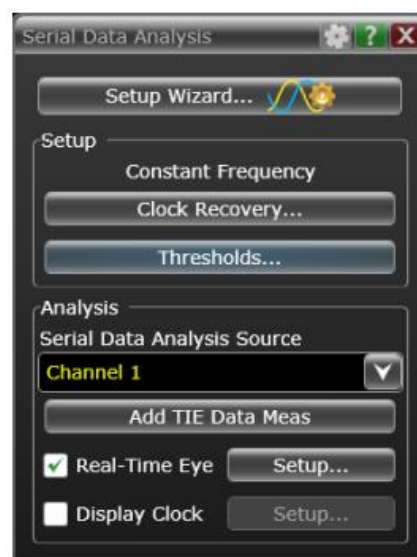 Serial Data Analysis ?
Setup Wizard...
Setup
Constant Frequency
Clock Recovery...
Thresholds...
Analysis
Serial Data Analysis Source
Channel 1
Add TIE Data Meas
Real-Time Eye Setup...
Display Clock Setup...